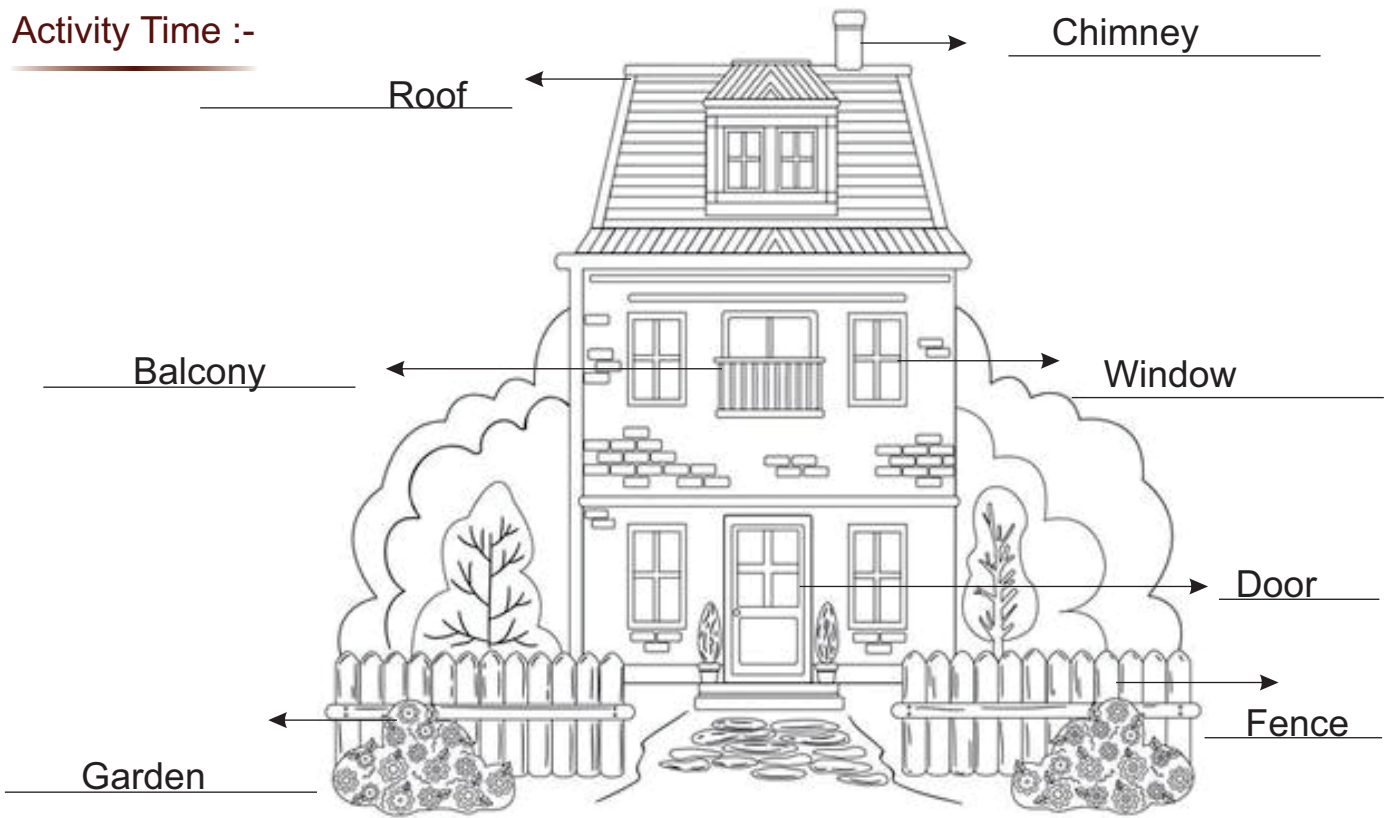 Activity Time :-
Chimney
Roof
Balcony
Window
Door
Fence
Garden